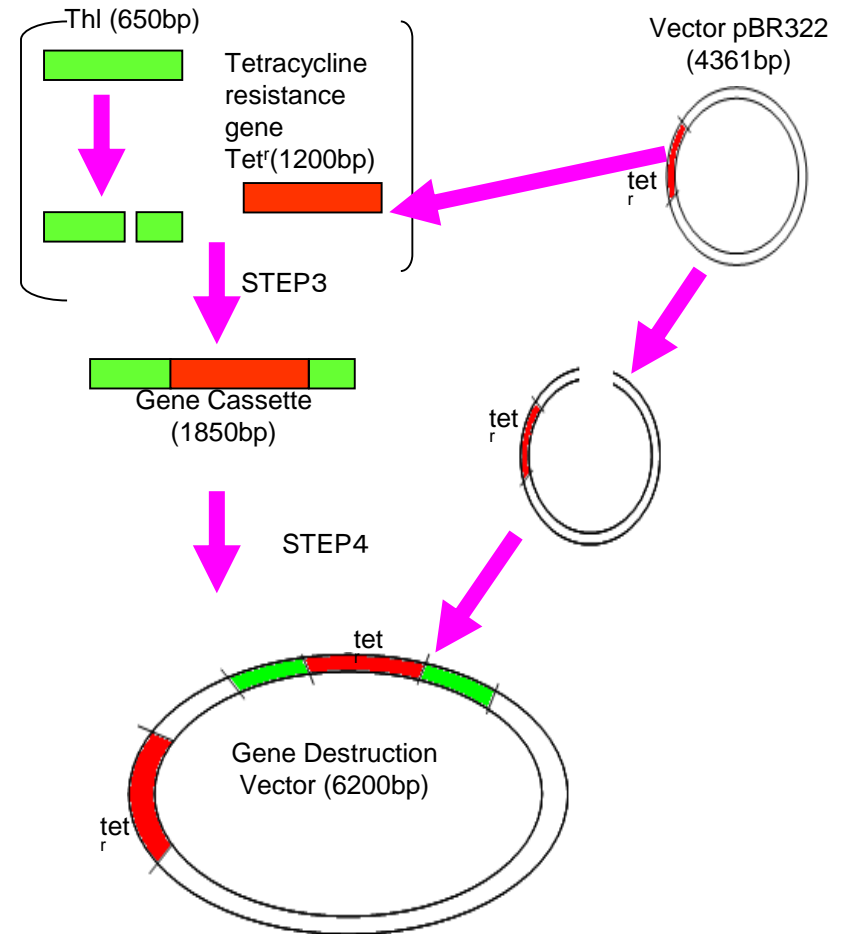 Thl (650bp)
Tetracycline
resistance
gene
Tetʳ(1200bp)
Vector pBR322
(4361bp)
tet
r
STEP3
Gene Cassette
(1850bp)
tet
r
STEP4
tet
r
Gene Destruction
Vector (6200bp)
tet
r